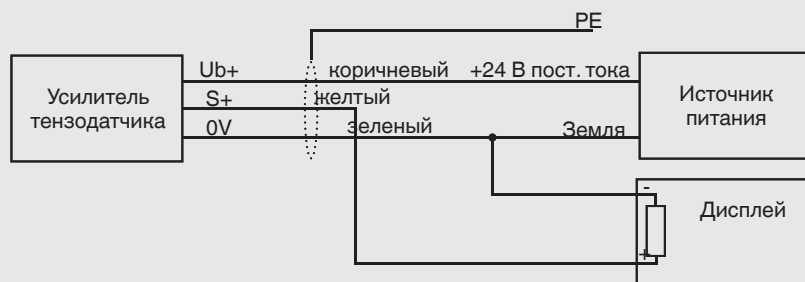 PE
Ub+ коричневый +24 В пост. тока
Усилитель
тензодатчика
S+ желтый
0V зеленый Земля
Источник
питания
-
Дисплей
+